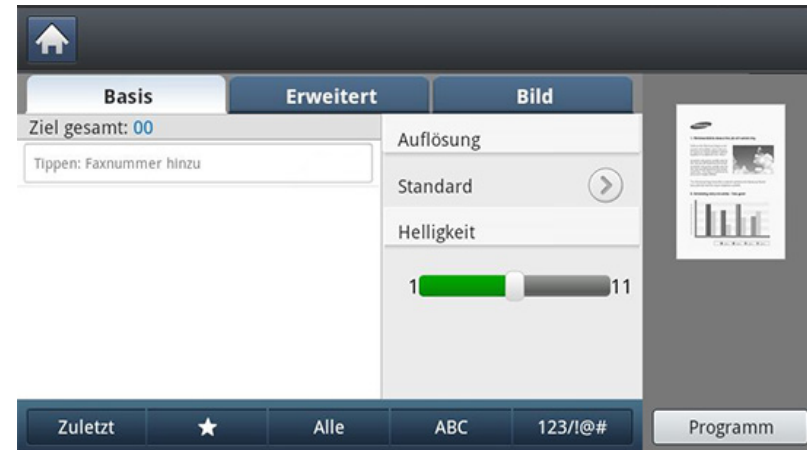 Basis
Erweitert
Bild
Ziel gesamt: 00
Tippen: Faxnummer hinzu
Auflösung
Standard
Helligkeit
1
11
Zuletzt
★
Alle
ABC
123/!@#
Programm